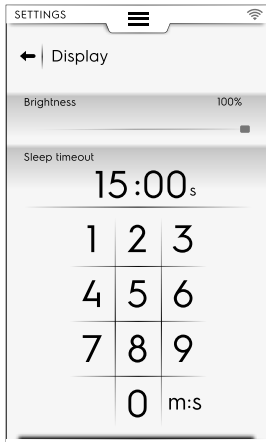 SETTINGS
Display
Brightness 100%
Sleep timeout
15:00s
1 2 3
4 5 6
7 8 9
0 m:s